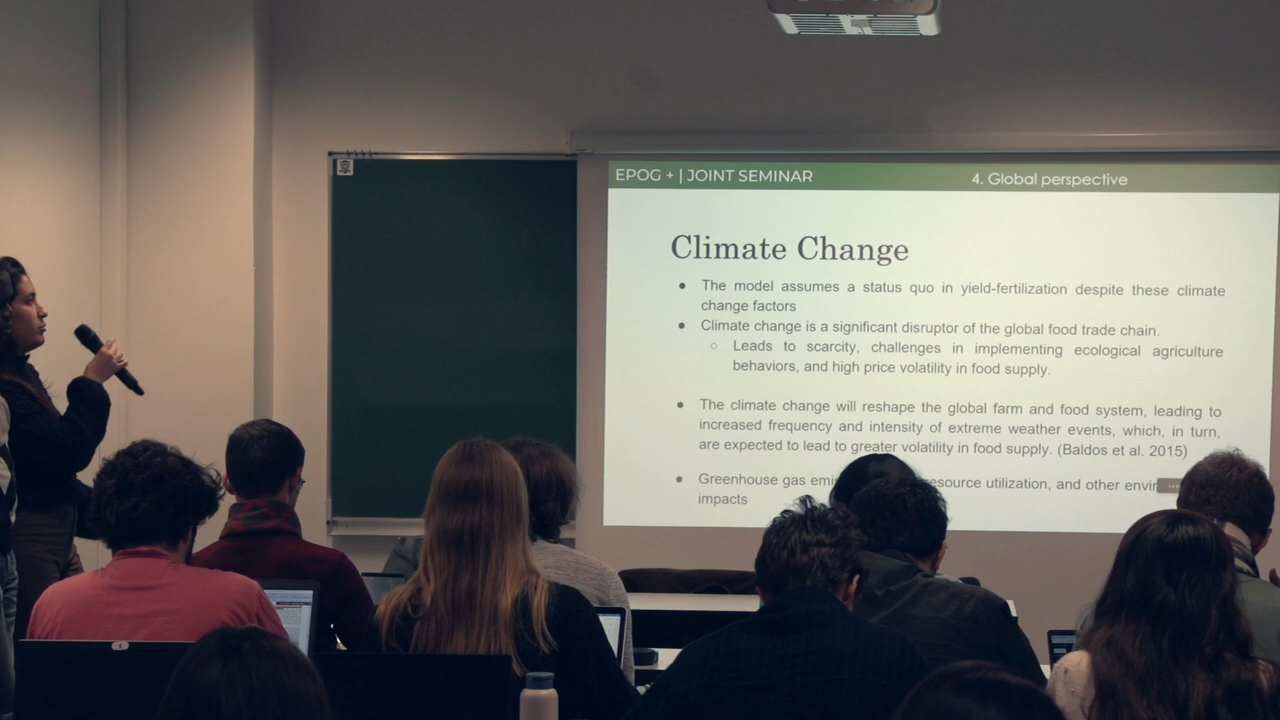 EPOG + | JOINT SEMINAR
4. Global perspective
Climate Change
● The model assumes a status quo in yield-fertilization despite these climate
change factors
● Climate change is a significant disruptor of the global food trade chain.
○ Leads to scarcity, challenges in implementing ecological agriculture
behaviors, and high price volatility in food supply.
● The climate change will reshape the global farm and food system, leading to
increased frequency and intensity of extreme weather events, which, in turn,
are expected to lead to greater volatility in food supply. (Baldos et al. 2015)
● Greenhouse gas resource utilization, and other
impacts